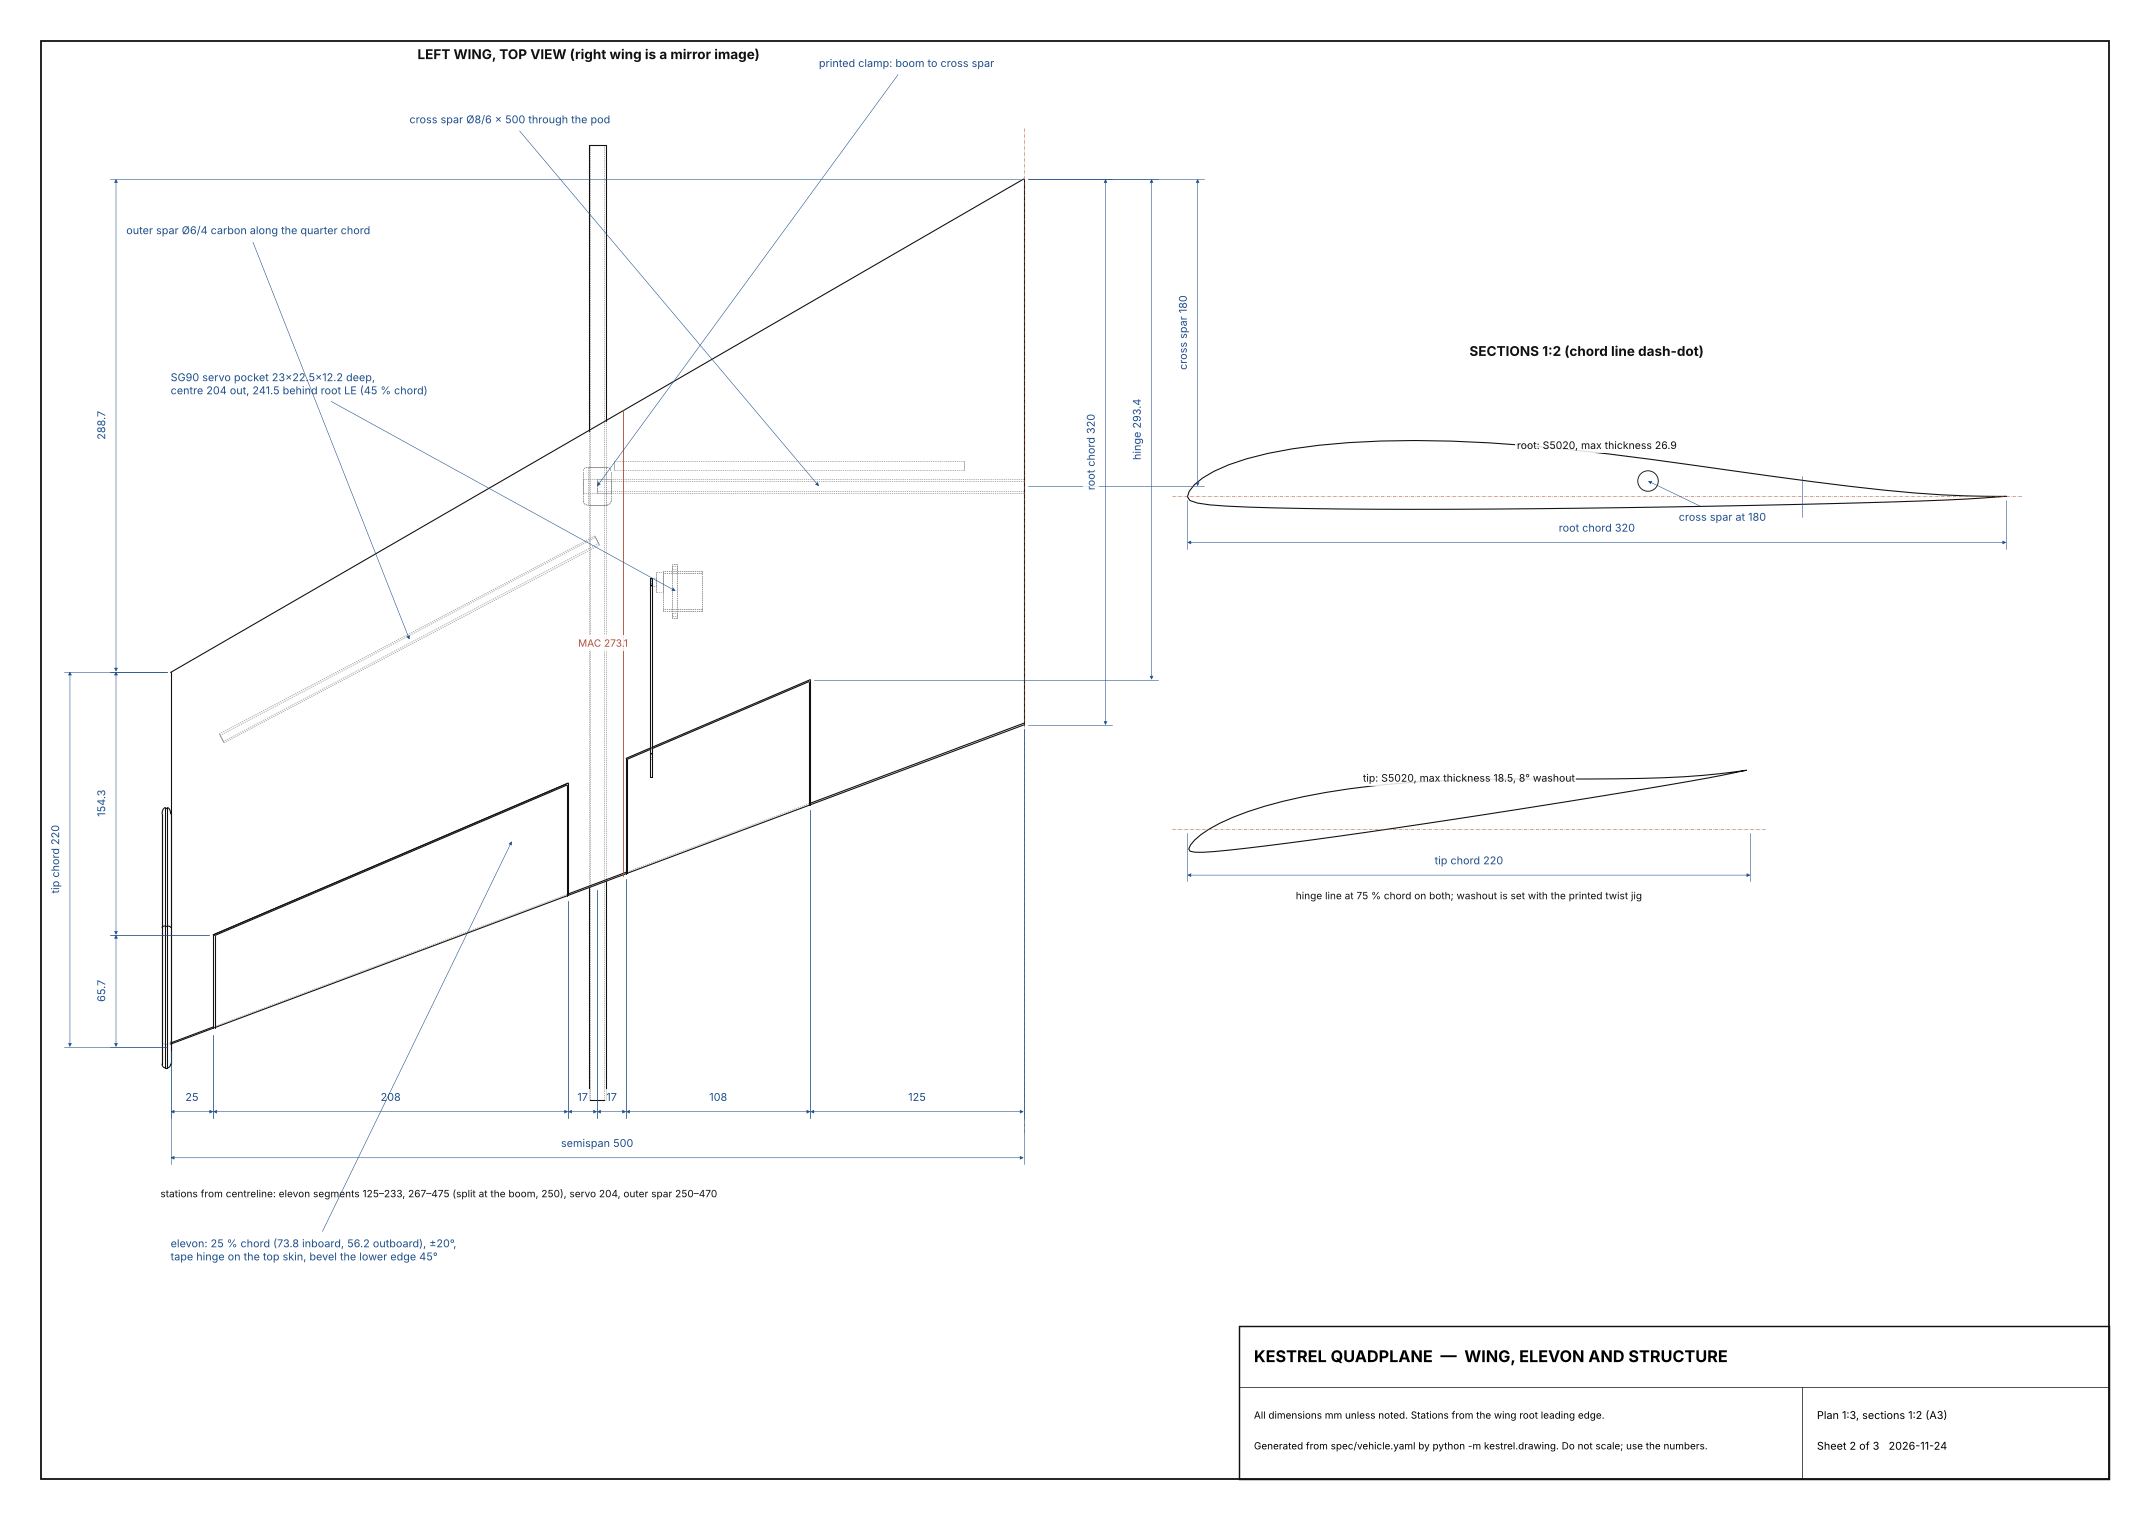 LEFT WING, TOP VIEW (right wing is a mirror image)
printed clamp: boom to cross spar
cross spar Ø8/6 × 500 through the pod
outer spar Ø6/4 carbon along the quarter chord
SG90 servo pocket 23×22.5×12.2 deep,
centre 204 out, 241.5 behind root LE (45 % chord)
288.7
154.3
65.7
tip chord 220
MAC 273.1
cross spar 180
hinge 293.4
root chord 320
25
208
17
17
108
125
semispan 500
stations from centreline: elevon segments 125–233, 267–475 (split at the boom, 250), servo 204, outer spar 250–470
elevon: 25 % chord (73.8 inboard, 56.2 outboard), ±20°,
tape hinge on the top skin, bevel the lower edge 45°
SECTIONS 1:2 (chord line dash-dot)
root: S5020, max thickness 26.9
cross spar at 180
root chord 320
tip: S5020, max thickness 18.5, 8° washout
tip chord 220
hinge line at 75 % chord on both; washout is set with the printed twist jig
KESTREL QUADPLANE — WING, ELEVON AND STRUCTURE
All dimensions mm unless noted. Stations from the wing root leading edge.
Generated from spec/vehicle.yaml by python -m kestrel.drawing. Do not scale; use the numbers.
Plan 1:3, sections 1:2 (A3)
Sheet 2 of 3 2026-11-24